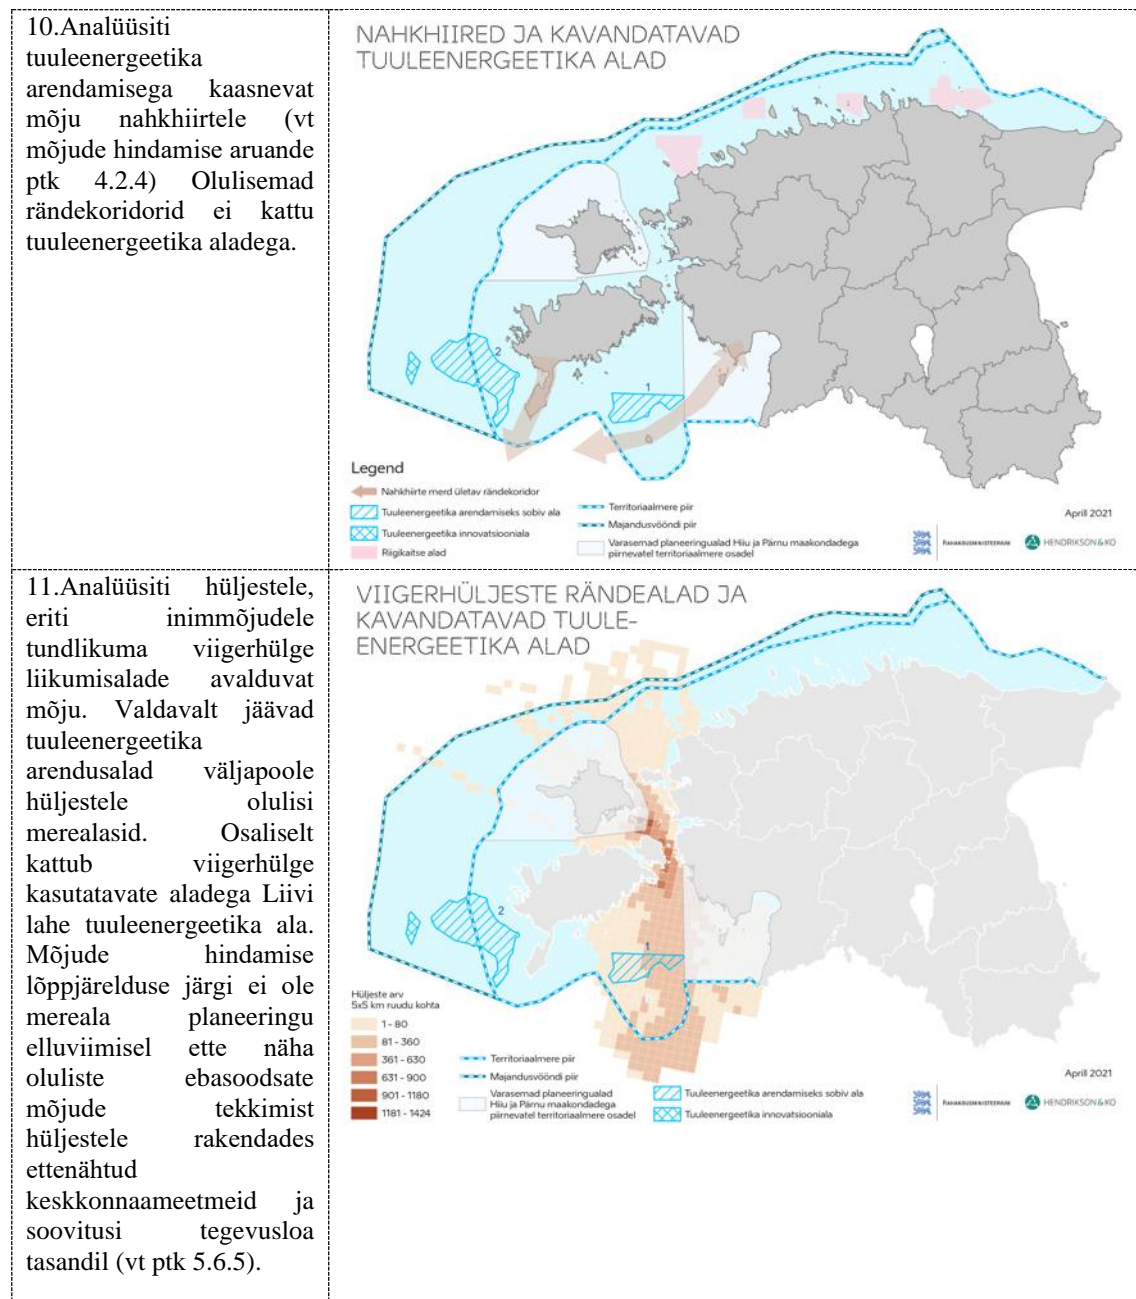 10.Analüüsiti
tuuleenergeetika
arendamisega kaasnevat
mõju nahkhiirtele (vt
mõjude hindamise aruande
ptk 4.2.4) Olulisemad
rändekoridorid ei kattu
tuuleenergeetika aladega.
NAHKHIIRED JA KAVANDATAVAD
TUULEENERGEETIKA ALAD
2
1
Legend
Nahkhiirte merd ületav rändekoridor
Tuuleenergeetika arendamiseks sobiv ala
Tuuleenergeetika innovatsiooniala
Riigikaitse alad
Territoriaalmere piir
Majandusvööndi piir
Varasemad planeeringualad Hiiu ja Pärnu maakondadega
piirnevatel territoriaalmere osadel
Aprill 2021
RAHANDUSMINISTEERIUM
HENDRIKSON&KO
11.Analüüsiti hüljestele,
eriti inimmõjudele
tundlikuma viigerhülge
liikumisalade avalduvat
mõju. Valdavalt jäävad
tuuleenergeetika
arendusalad väljapoole
hüljestele olulisi
merealasid. Osaliselt
kattub viigerhülge
kasutatavate aladega Liivi
lahe tuuleenergeetika ala.
Mõjude hindamise
lõppjärelduse järgi ei ole
mereala planeeringu
elluviimisel ette näha
oluliste ebasoodsate
mõjude tekkimist
hüljestele rakendades
ettenähtud
keskkonnaameetmeid ja
soovitusi tegevusloa
tasandil (vt ptk 5.6.5).
VIIGERHÜLJESTE RÄNDEALAD JA
KAVANDATAVAD TUULE-
ENERGEETIKA ALAD
2
1
Hüljeste arv
5x5 km ruudu kohta
1 - 80
81 - 360
361 - 630
631 - 900
901 - 1180
1181 - 1424
Territoriaalmere piir
Majandusvööndi piir
Varasemad planeeringualad
Hiiu ja Pärnu maakondadega
piirnevatel territoriaalmere osadel
Tuuleenergeetika arendamiseks sobiv ala
Tuuleenergeetika innovatsiooniala
Aprill 2021
RAHANDUSMINISTEERIUM
HENDRIKSON&KO